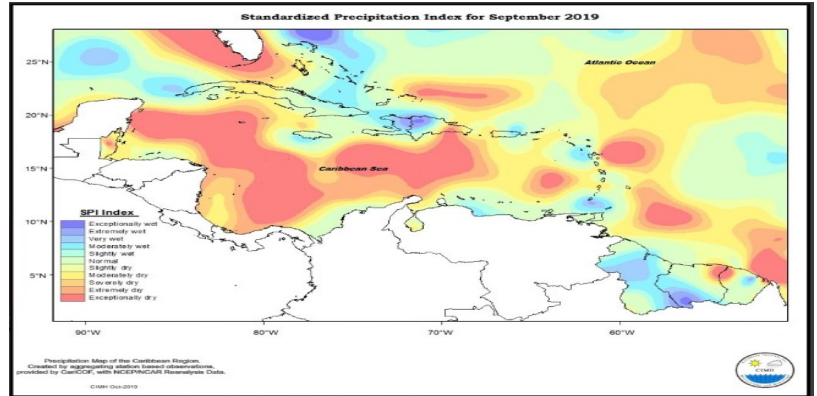 Standardized Precipitation Index for September 2019
25°N
Atlantic Ocean
20°N
15°N
Caribbean Sea
10°N
SPI Index
Exceptionally wet
Extremely wet
Very wet
Moderately wet
Slightly wet
Normal
Slightly dry
Moderately dry
Severely dry
Extremely dry
Exceptionally dry
5°N
90°W
80°W
70°W
60°W
Precipitation Map of the Caribbean Region.
Created by aggregating station based observations,
provided by CariCOF, with NCEP/NCAR Reanalysis Data.
CIMH Oct-2019
CIMH